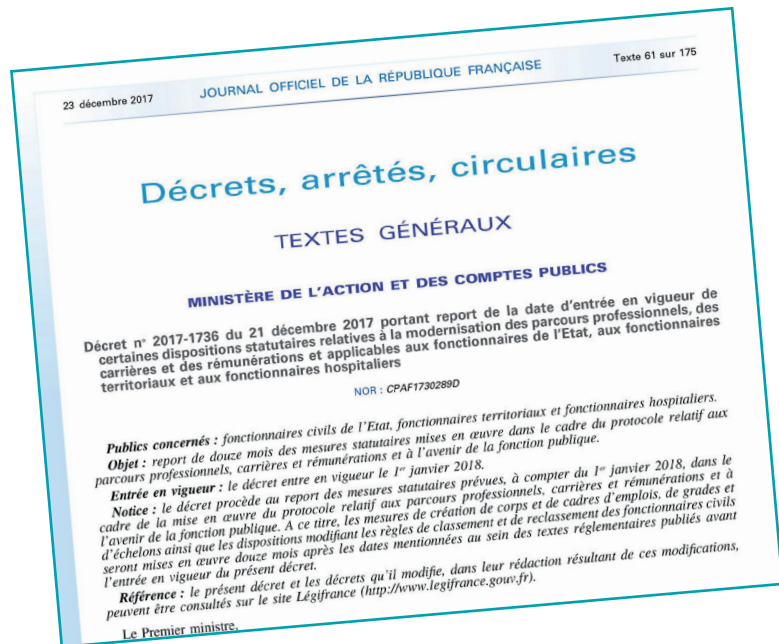 23 décembre 2017 JOURNAL OFFICIEL DE LA RÉPUBLIQUE FRANÇAISE Texte 61 sur 175
Décrets, arrêtés, circulaires
TEXTES GÉNÉRAUX
MINISTÈRE DE L'ACTION ET DES COMPTES PUBLICS
Décret n° 2017-1736 du 21 décembre 2017 portant report de la date d'entrée en vigueur de
certaines dispositions statutaires relatives à la modernisation des parcours professionnels, des
carrières et des rémunérations et applicables aux fonctionnaires de l'Etat, aux fonctionnaires
territoriaux et aux fonctionnaires hospitaliers
NOR : CPAF1730289D
Publics concernés : fonctionnaires civils de l'Etat, fonctionnaires territoriaux et fonctionnaires hospitaliers.
Objet : report de douze mois des mesures statutaires mises en œuvre dans le cadre du protocole relatif aux
parcours professionnels, carrières et rémunérations et à l'avenir de la fonction publique.
Entrée en vigueur : le décret entre en vigueur le 1er janvier 2018.
Notice : le décret procède au report des mesures statutaires prévues, à compter du 1er janvier 2018, dans le
cadre de la mise en œuvre du protocole relatif aux parcours professionnels, carrières et rémunérations et à
l'avenir de la fonction publique. A ce titre, les mesures de création de corps et de cadres d'emplois, de grades et
d'échelons ainsi que les dispositions modifiant les règles de classement et de reclassement des fonctionnaires civils
seront mises en œuvre douze mois après les dates mentionnées au sein des textes réglementaires publiés avant
l'entrée en vigueur du présent décret.
Référence : le présent décret et les décrets qu'il modifie, dans leur rédaction résultant de ces modifications,
peuvent être consultés sur le site Légifrance (http://www.legifrance.gouv.fr).
Le Premier ministre,